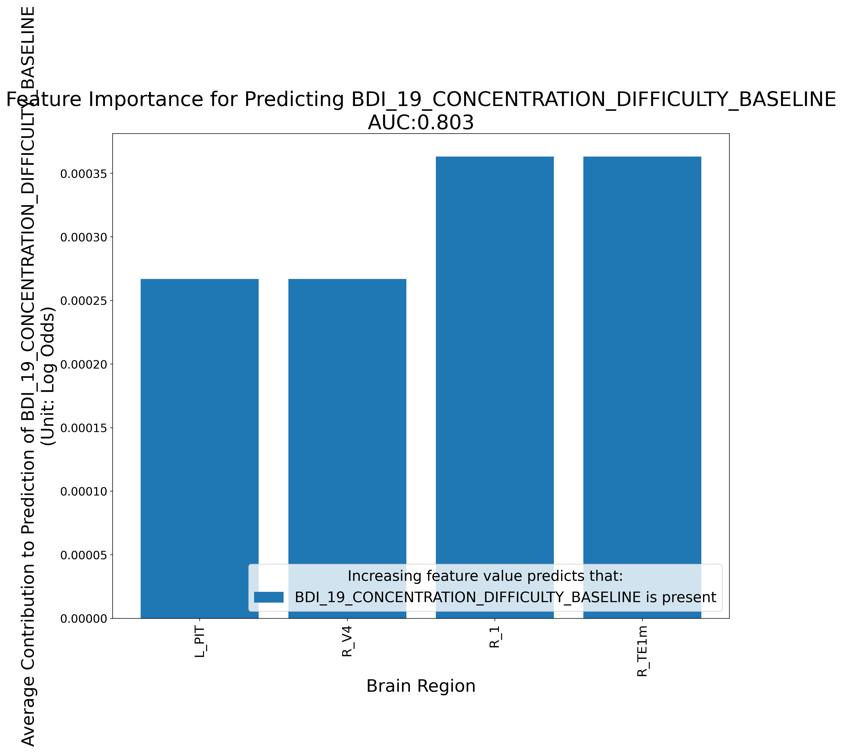 Feature Importance for Predicting BDI_19_CONCENTRATION_DIFFICULTY_BASELINE
AUC:0.803
Average Contribution to Prediction of BDI_19_CONCENTRATION_DIFFICULTY_BASELINE
(Unit: Log Odds)
0.00035
0.00030
0.00025
0.00020
0.00015
0.00010
0.00005
0.00000
Increasing feature value predicts that:
BDI_19_CONCENTRATION_DIFFICULTY_BASELINE is present
L_PIT
R_V4
R_1
R_TE1m
Brain Region